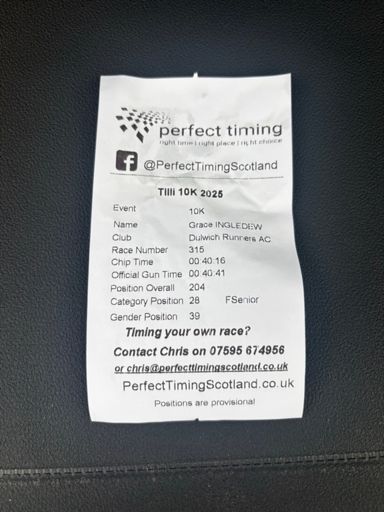 perfect timing
right time | right place | right choice
f @PerfectTimingScotland
Tilli 10K 2025
Event 10K
Name Grace INGLEDEW
Club Dulwich Runners AC
Race Number 315
Chip Time 00 40:16
Official Gun Time 00 40:41
Position Overall 204
Category Position 28 FSenior
Gender Position 39
Timing your own race?
Contact Chris on 07595 674956
or chris@perfecttimingscotland.co.uk
PerfectTimingScotland.co.uk
Positions are provisional